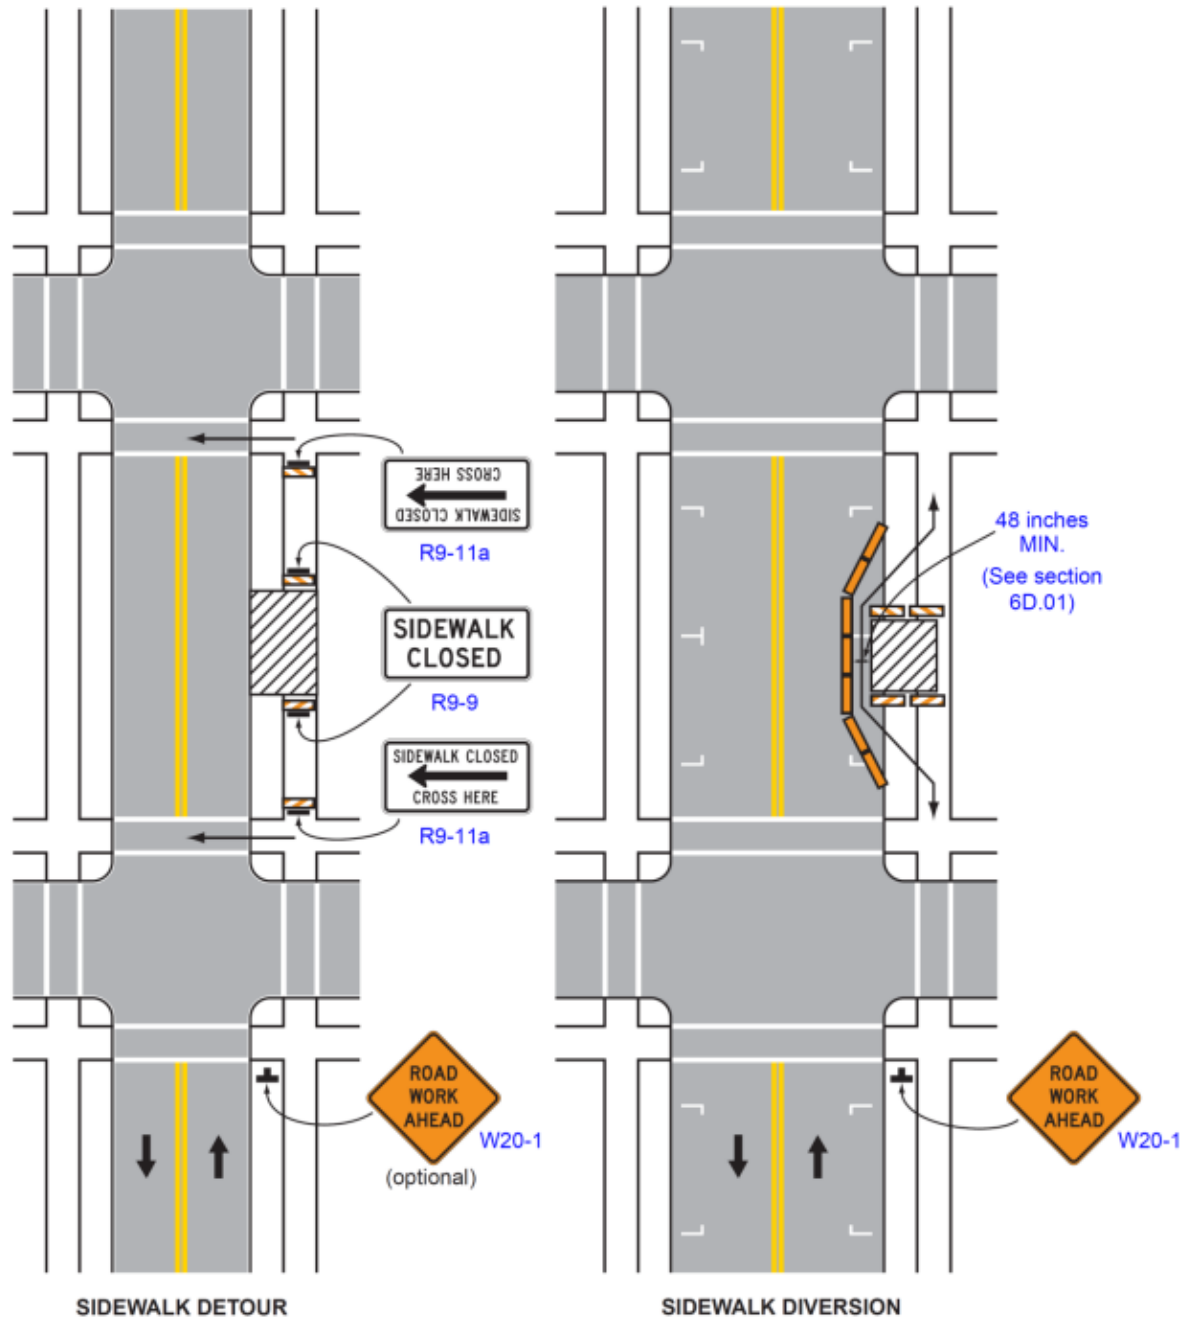 CROSS HERE
SIDEWALK CLOSED
R9-11a
SIDEWALK
CLOSED
R9-9
SIDEWALK CLOSED
CROSS HERE
R9-11a
ROAD
WORK
AHEAD
W20-1
(optional)
SIDEWALK DETOUR
48 inches
MIN.
(See section
6D.01)
ROAD
WORK
AHEAD
W20-1
SIDEWALK DIVERSION